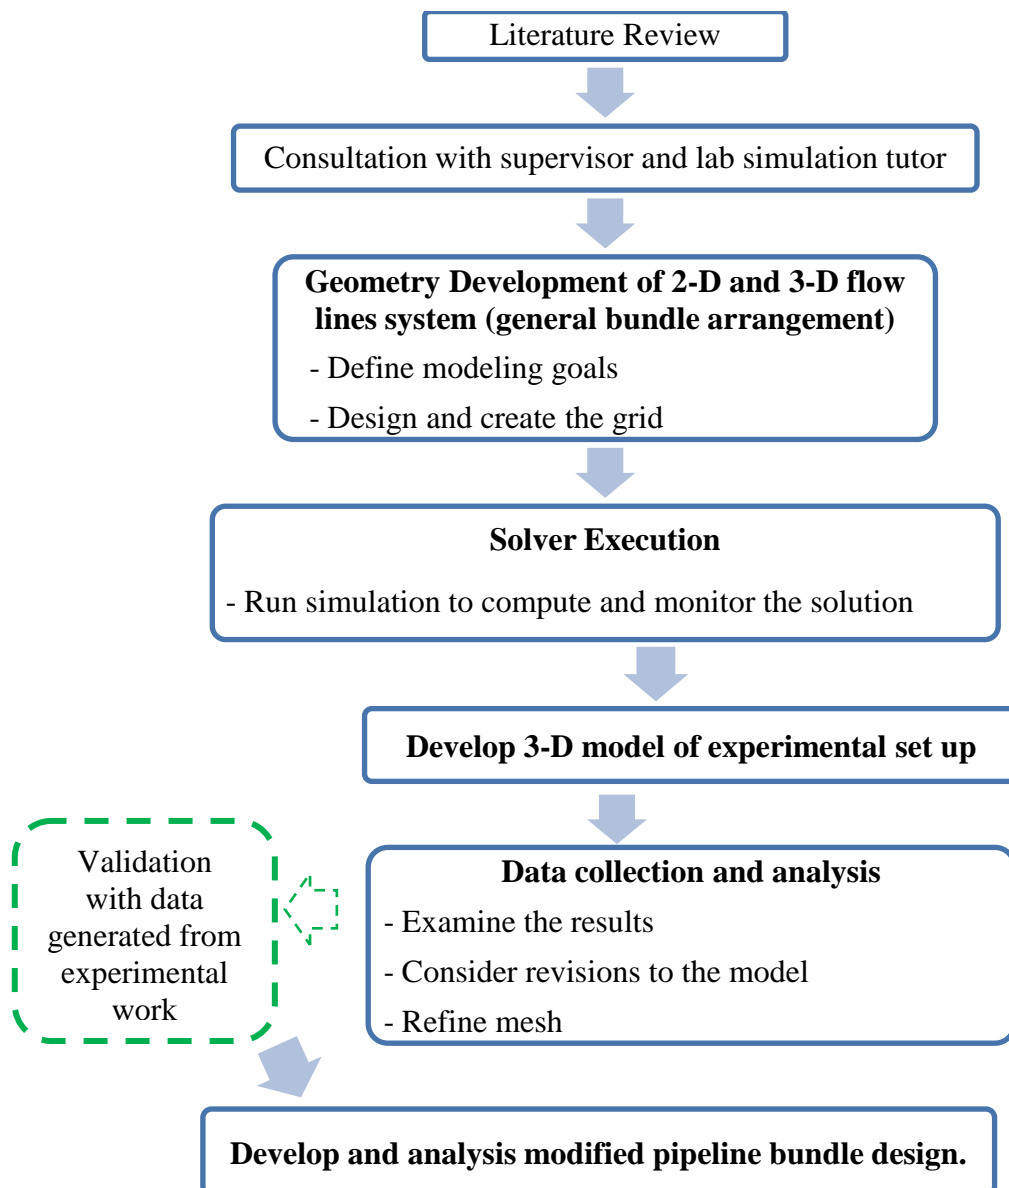 Literature Review
Consultation with supervisor and lab simulation tutor
Geometry Development of 2-D and 3-D flow
lines system (general bundle arrangement)
- Define modeling goals
- Design and create the grid
Solver Execution
- Run simulation to compute and monitor the solution
Develop 3-D model of experimental set up
Data collection and analysis
- Examine the results
- Consider revisions to the model
- Refine mesh
Validation
with data
generated from
experimental
work
Develop and analysis modified pipeline bundle design.